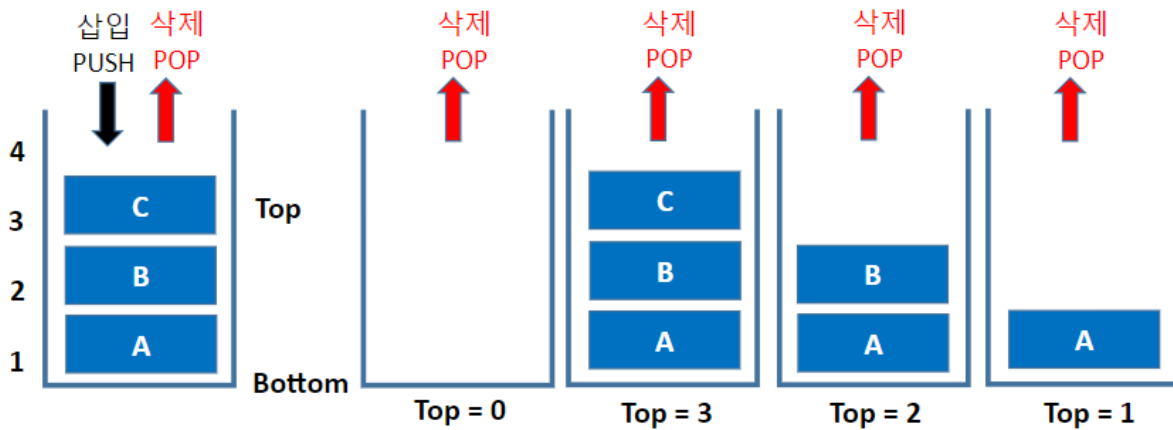 삽입
PUSH
삭제
POP
4
3
2
1
C
B
A
Top
Bottom
삭제
POP
Top = 0
삭제
POP
C
B
A
Top = 3
삭제
POP
B
A
Top = 2
삭제
POP
A
Top = 1